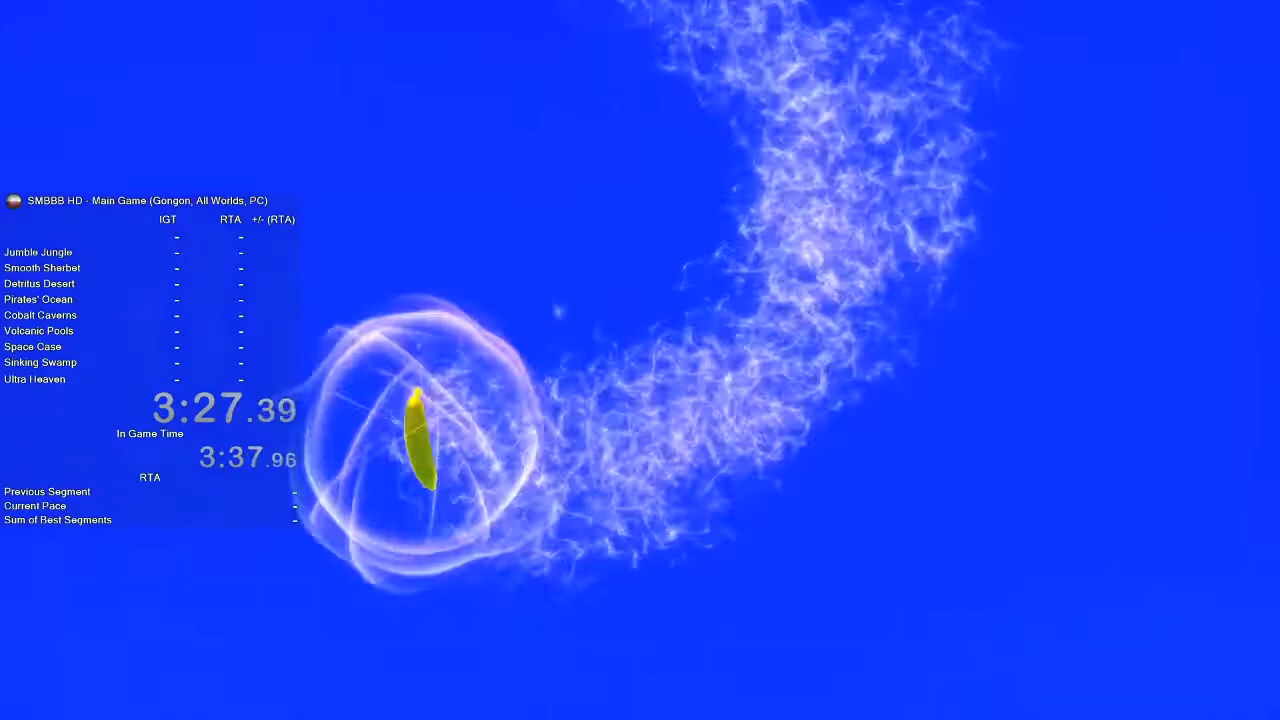 SMBBB HD - Main Game (Gongon, All Worlds, PC)
IGT RTA +/- (RTA)
- -
Jumble Jungle - -
Smooth Sherbet - -
Detritus Desert - -
Pirates' Ocean - -
Cobalt Caverns - -
Volcanic Pools - -
Space Case - -
Sinking Swamp - -
Ultra Heaven - -
3:27.39
In Game Time
3:37.96
RTA
Previous Segment -
Current Pace -
Sum of Best Segments -